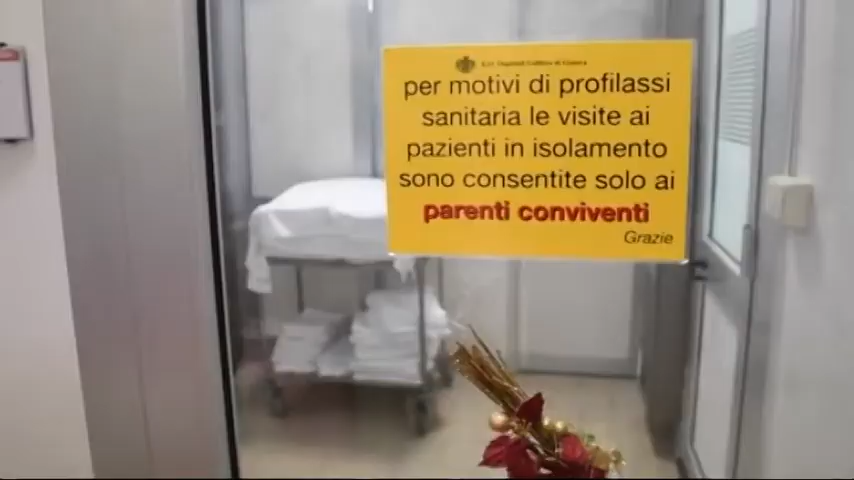 per motivi di profilassi
sanitaria le visite ai
pazienti in isolamento
sono consentite solo ai
parenti conviventi
Grazie